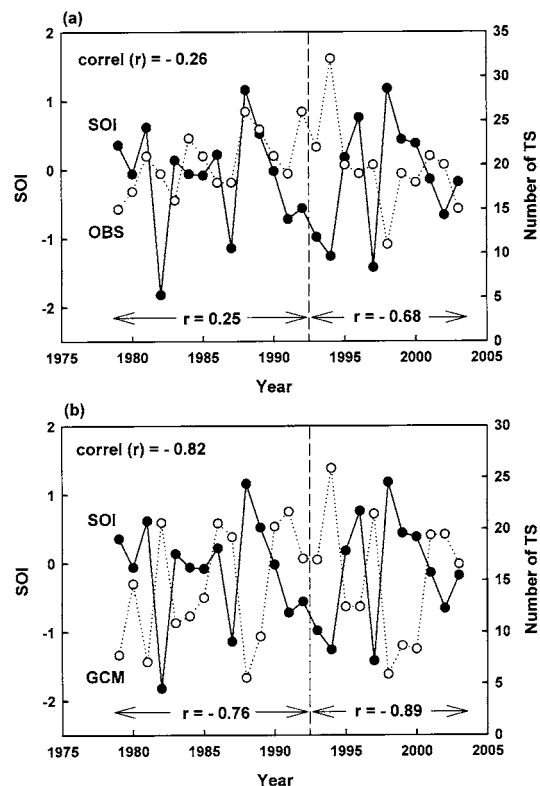 (a)
correl (r) = - 0.26
SOI
OBS
r = 0.25
r = - 0.68
2
1
0
-1
-2
SOI
35
30
25
20
15
10
5
0
Number of TS
1975 1980 1985 1990 1995 2000 2005
Year
(b)
correl (r) = - 0.82
SOI
GCM
r = - 0.76
r = - 0.89
2
1
0
-1
-2
SOI
30
25
20
15
10
5
0
Number of TS
1975 1980 1985 1990 1995 2000 2005
Year